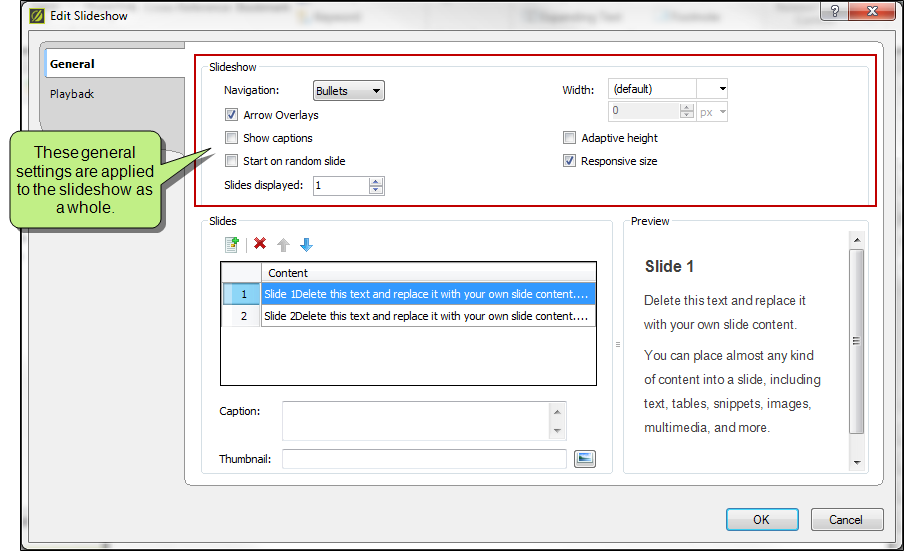 Edit Slideshow
?
General
Playback
These general
settings are applied
to the slideshow as
a whole.
Slideshow
Navigation: Bullets
Width: (default)
0 px
Arrow Overlays
Show captions
Adaptive height
Start on random slide
Responsive size
Slides displayed: 1
Slides
Content
1 Slide 1Delete this text and replace it with your own slide content....
2 Slide 2Delete this text and replace it with your own slide content....
Caption:
Thumbnail:
Preview
Slide 1
Delete this text and replace it
with your own slide content.
You can place almost any kind
of content into a slide, including
text, tables, snippets, images,
multimedia, and more.
OK
Cancel